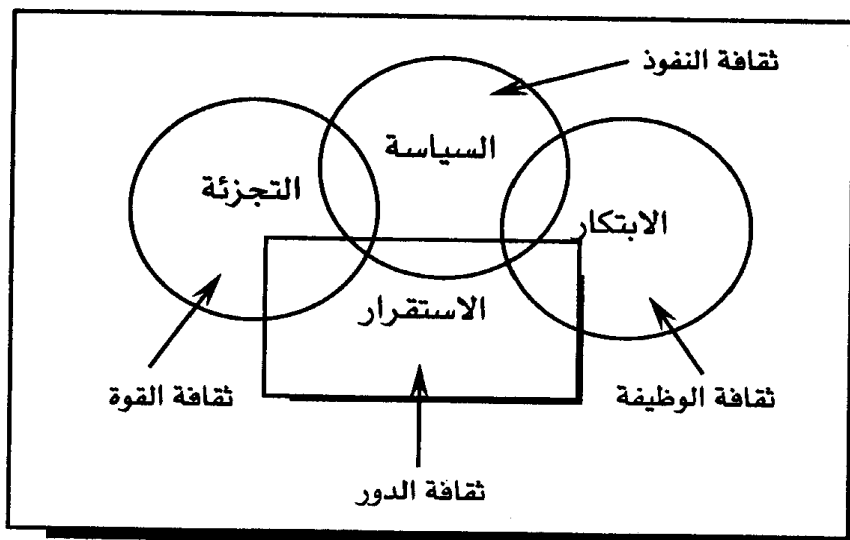 ثقافة النفوذ
السياسة
التجزئة
الابتكار
الاستقرار
ثقافة القوة
ثقافة الوظيفة
ثقافة الدور